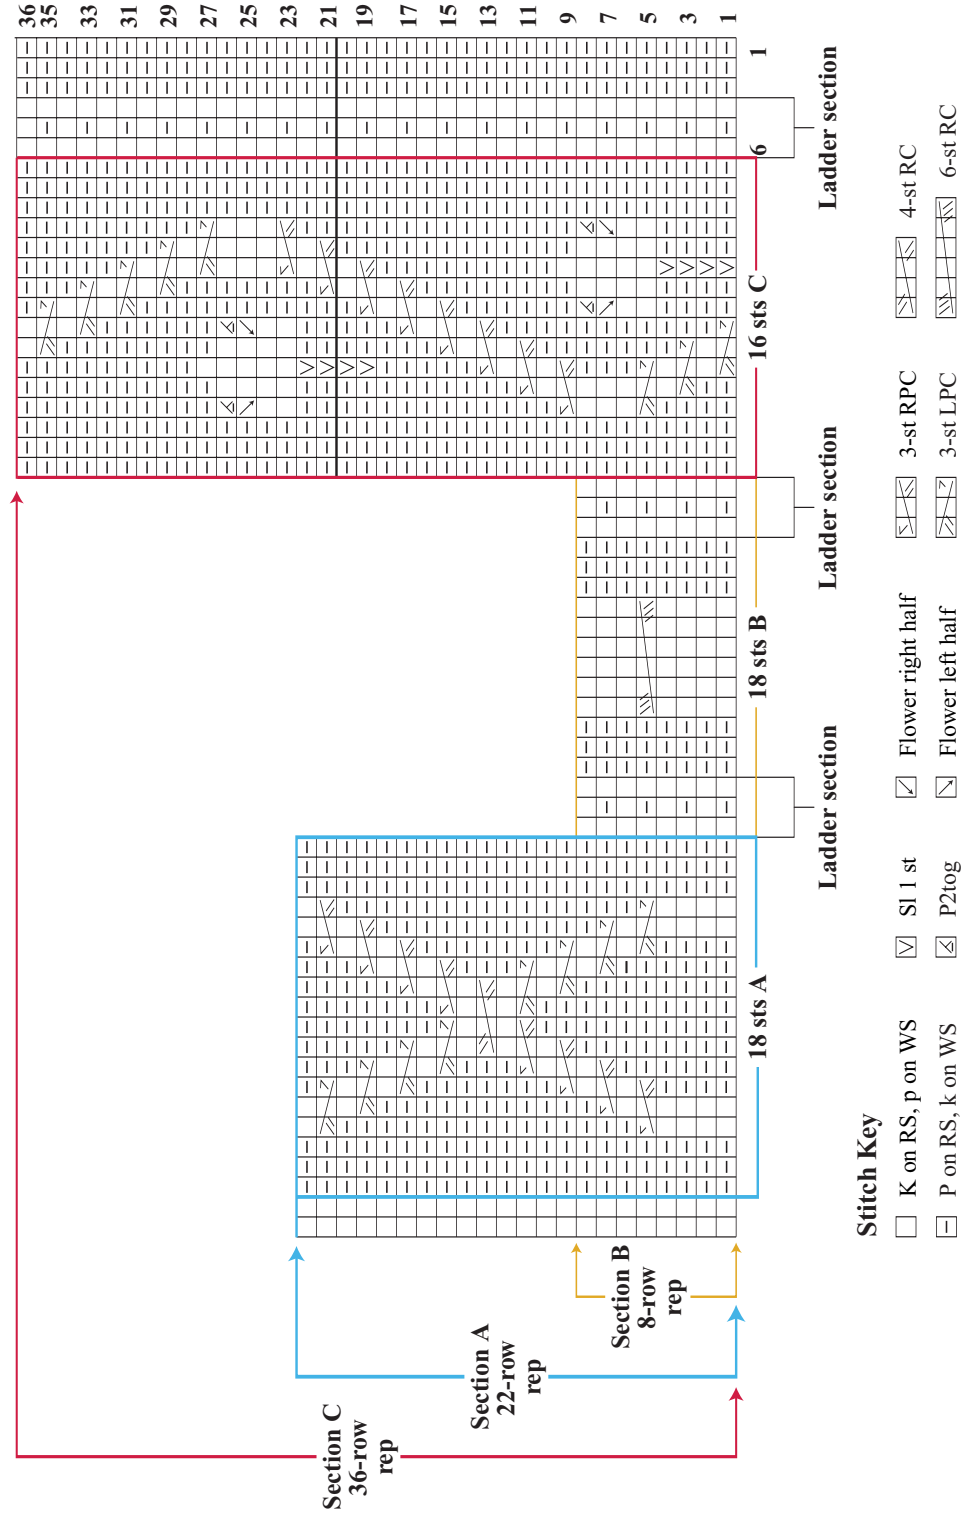 36
35
33
31
29
27
25
23
21
19
17
15
13
11
9
7
5
3
1
Section C
36-row
rep
Section A
22-row
rep
Section B
8-row
rep
18 sts A
18 sts B
16 sts C
6
1
Ladder section
Ladder section
Ladder section
Stitch Key
K on RS, p on WS
P on RS, k on WS
Sl 1 st
P2tog
Flower right half
Flower left half
3-st RPC
3-st LPC
4-st RC
6-st RC